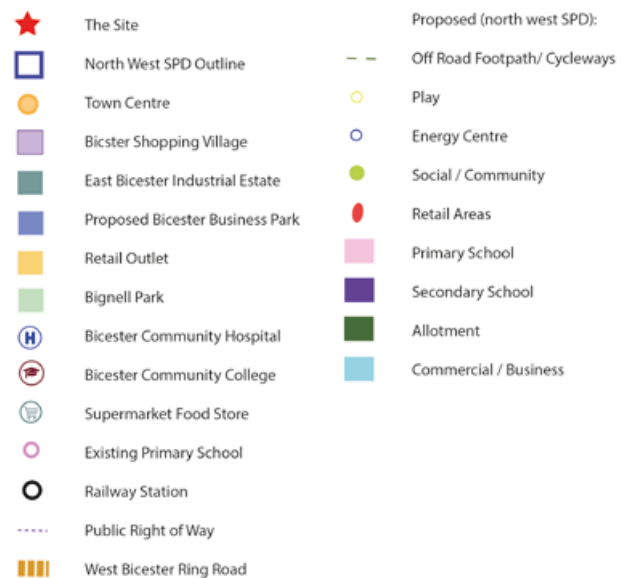 The Site
North West SPD Outline
Town Centre
Bicster Shopping Village
East Bicester Industrial Estate
Proposed Bicester Business Park
Retail Outlet
Bignell Park
H
Bicester Community Hospital
Bicester Community College
Supermarket Food Store
Existing Primary School
Railway Station
Public Right of Way
West Bicester Ring Road
Proposed (north west SPD):
Off Road Footpath/ Cycleways
Play
Energy Centre
Social / Community
Retail Areas
Primary School
Secondary School
Allotment
Commercial / Business